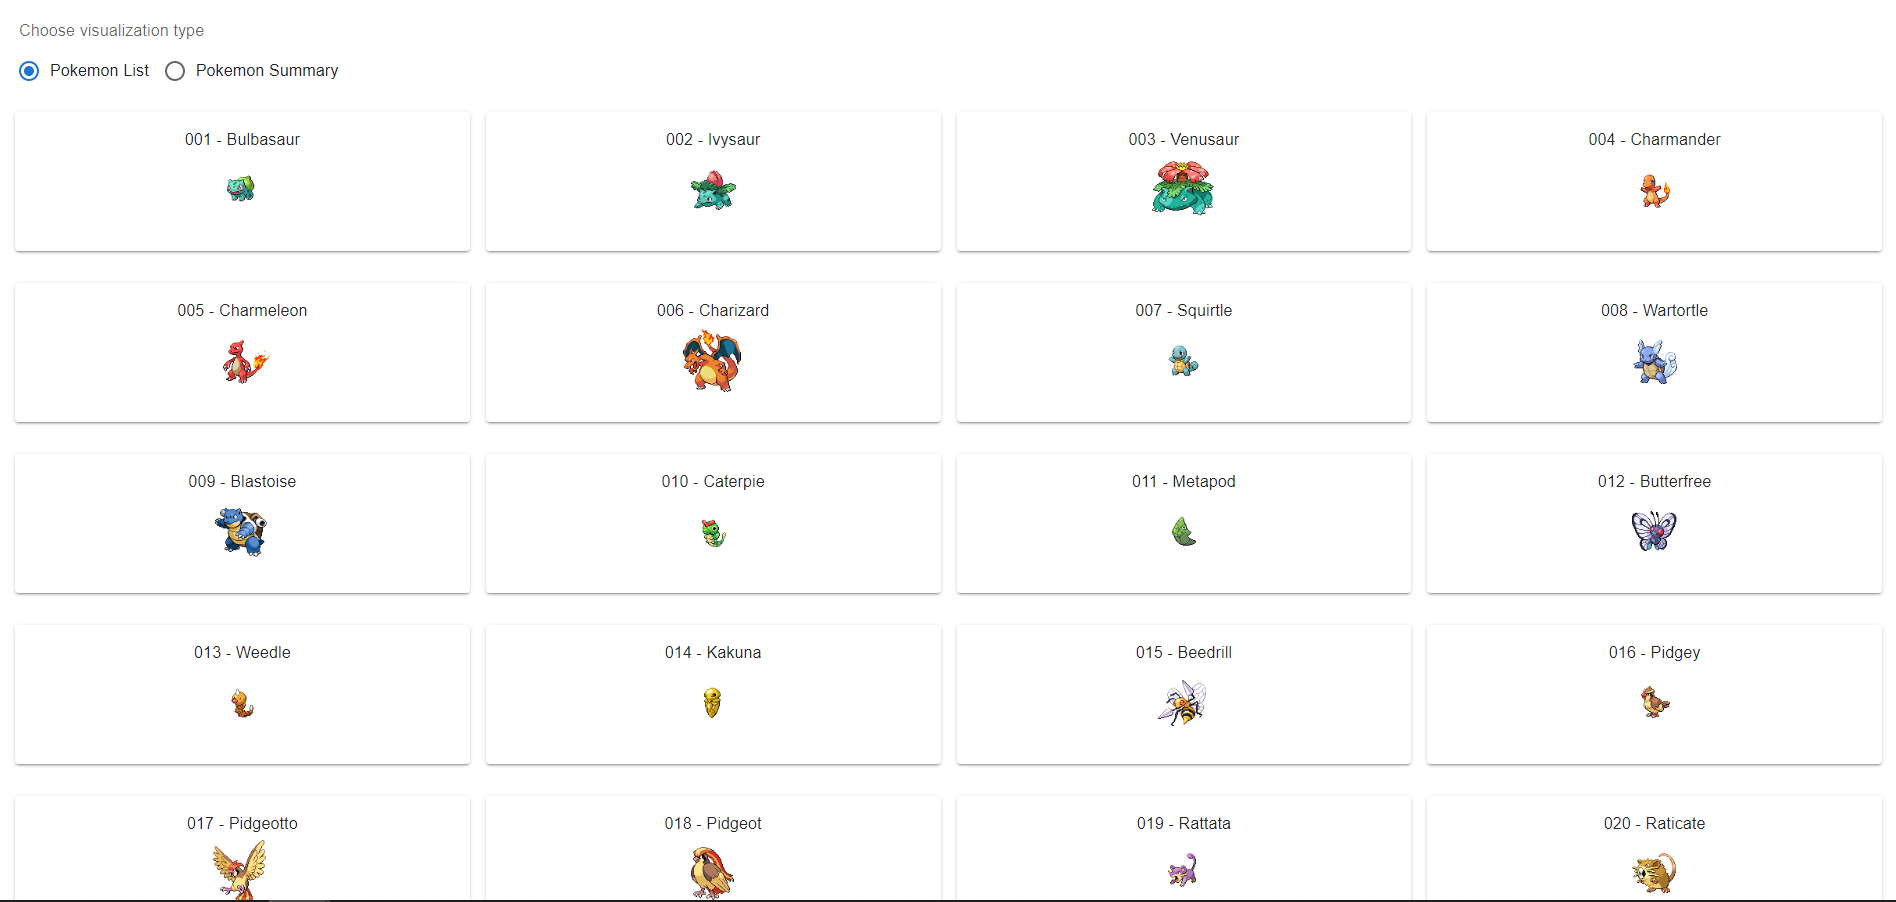 Choose visualization type
Pokemon List Pokemon Summary
001 - Bulbasaur
002 - Ivysaur
003 - Venusaur
004 - Charmander
005 - Charmeleon
006 - Charizard
007 - Squirtle
008 - Wartortle
009 - Blastoise
010 - Caterpie
011 - Metapod
012 - Butterfree
013 - Weedle
014 - Kakuna
015 - Beedrill
016 - Pidgey
017 - Pidgeotto
018 - Pidgeot
019 - Rattata
020 - Raticate